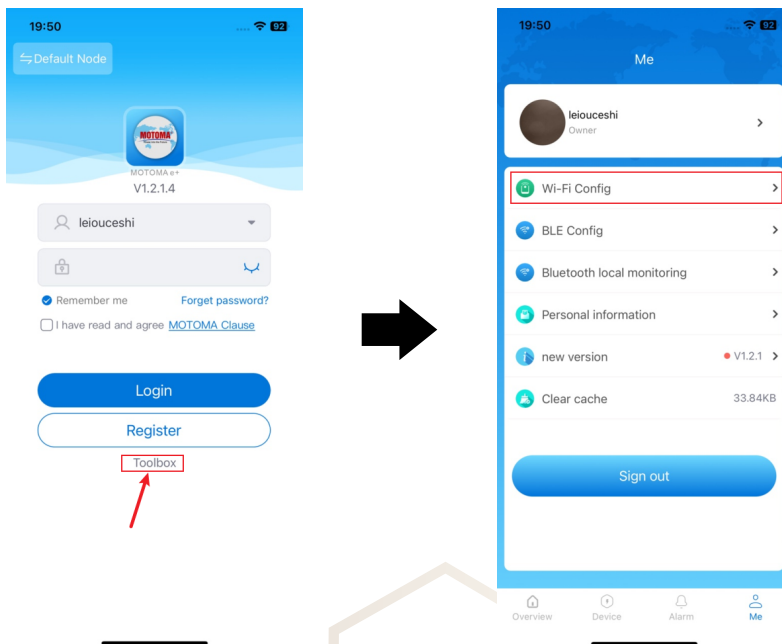 19:50
92
Default Node
MOTOMA
MOTOMA e+
V1.2.1.4
leiouceshi
Remember me
Forget password?
I have read and agree MOTOMA Clause
Login
Register
Toolbox
19:50
92
Me
leiouceshi
Owner
Wi-Fi Config
BLE Config
Bluetooth local monitoring
Personal information
new version
V1.2.1
Clear cache
33.84KB
Sign out
Overview
Device
Alarm
Me